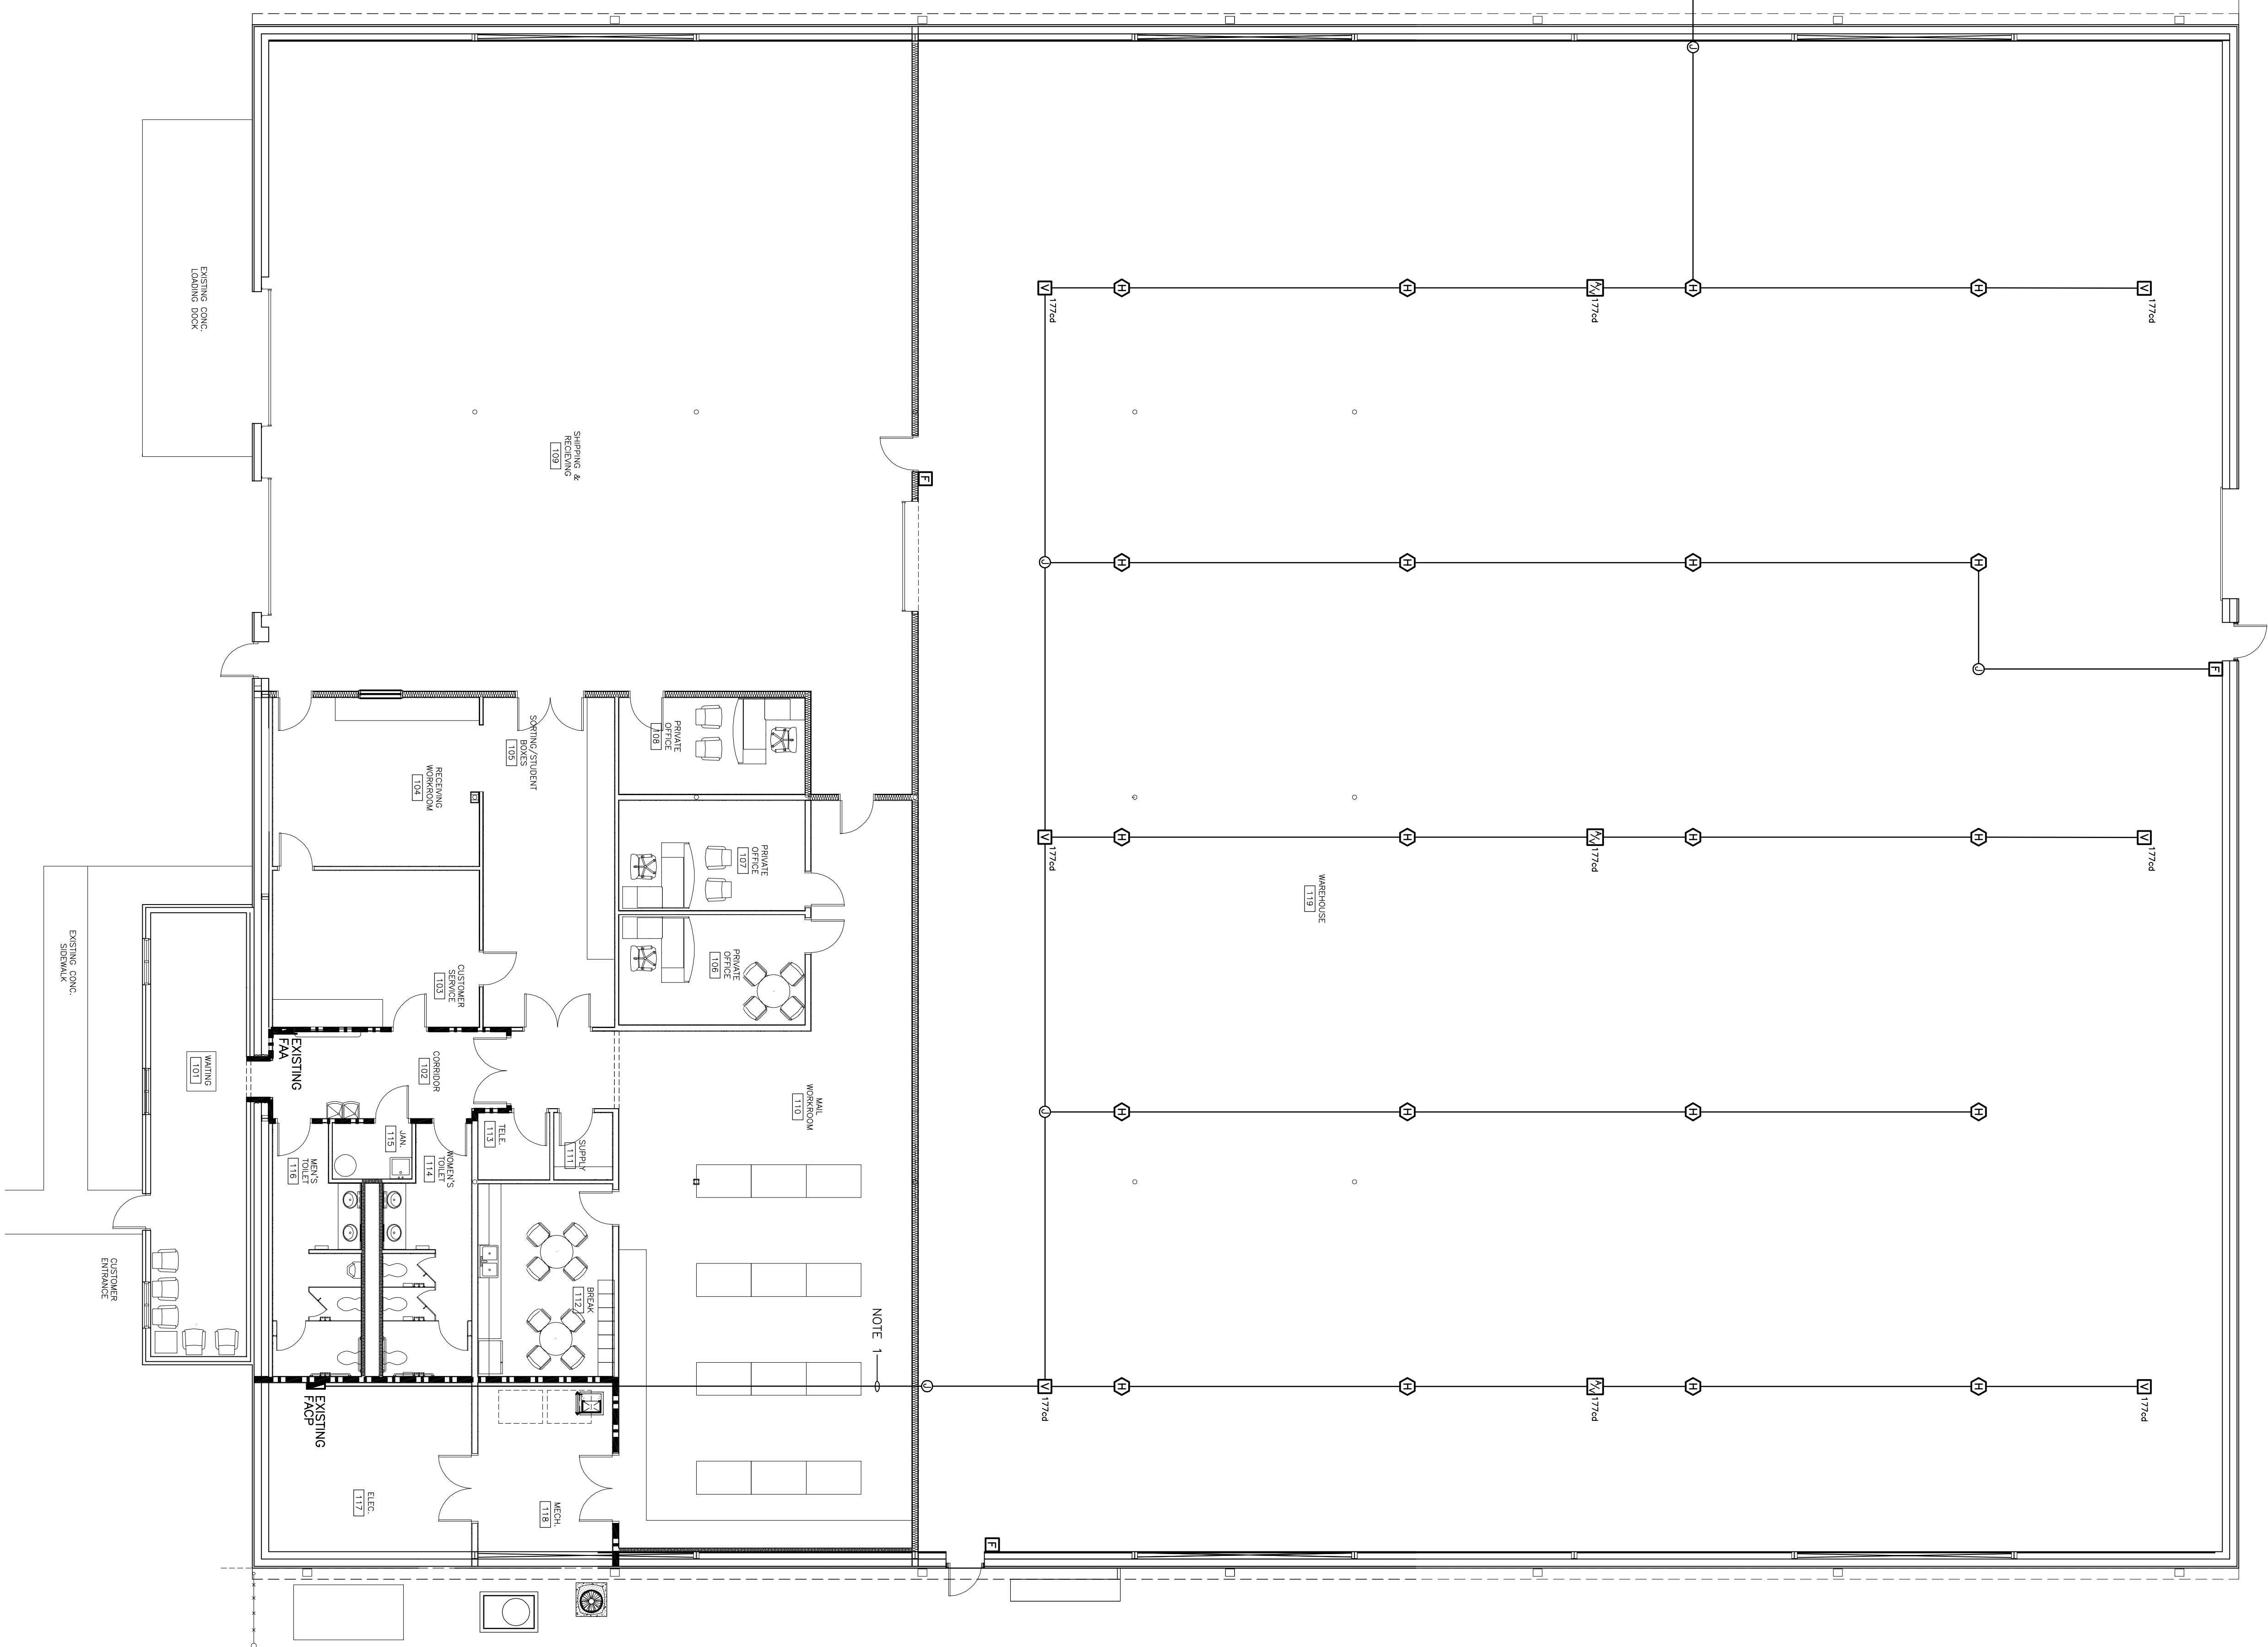 J
V
177cd
H
H
A/V
177cd
H
H
V
177cd
EXISTING CONC.
LOADING DOCK
SHIPPING &
RECIEVING
109
F
J
H
H
H
H
J
F
PRIVATE
OFFICE
108
SORTING/STUDENT
BOXES
105
RECEIVING
WORKROOM
104
PRIVATE
OFFICE
107
V
177cd
H
H
A/V
177cd
H
H
V
177cd
WAREHOUSE
119
PRIVATE
OFFICE
106
CUSTOMER
SERVICE
103
EXISTING CONC.
SIDEWALK
EXISTING
FAA
CORRIDOR
102
WAITING
101
MAIL
WORKROOM
110
J
H
H
H
H
TELE.
113
SUPPLY
111
JAN.
115
WOMEN'S
TOILET
114
MEN'S
TOILET
116
CUSTOMER
ENTRANCE
BREAK
112
NOTE 1
J
V
177cd
H
H
A/V
177cd
H
H
V
177cd
EXISTING
FACP
ELEC.
117
MECH.
118
F